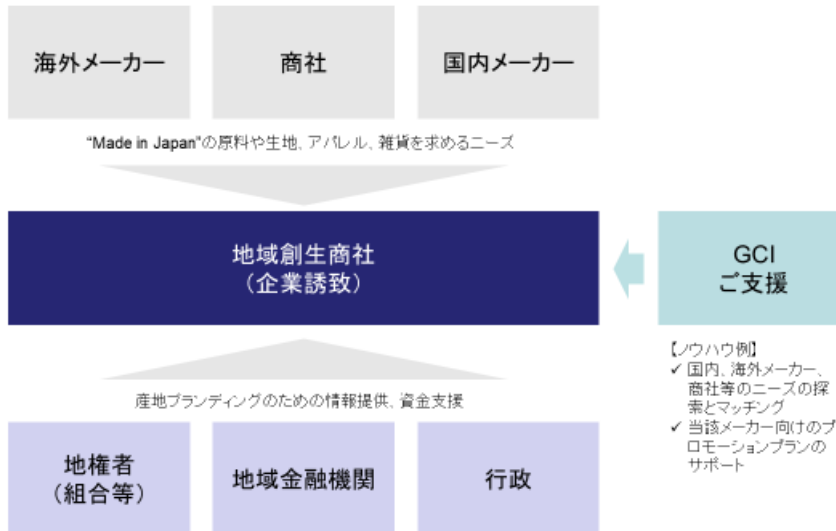 海外メーカー
商社
国内メーカー
"Made in Japan"の原料や生地、アパレル、雑貨を求めるニーズ
地域創生商社
（企業誘致）
GCI
ご支援
【ノウハウ例】
✓ 国内、海外メーカー、
商社等のニーズの探
索とマッチング
✓ 当該メーカー向けのプ
ロモーションプランの
サポート
産地ブランディングのための情報提供、資金支援
地権者
（組合等）
地域金融機関
行政